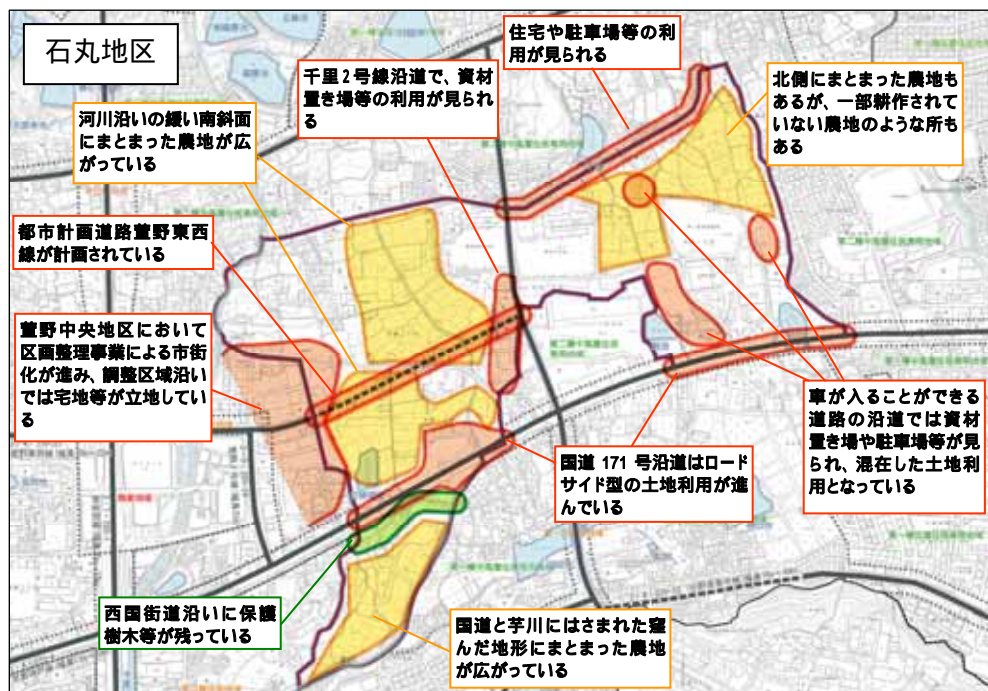 石丸地区
住宅や駐車場等の利
用が見られる
千里2号線沿道で、資材
置き場等の利用が見られ
る
北側にまとまった農地も
あるが、一部耕作されて
いない農地のような所も
ある
河川沿いの緩い南斜面
にまとまった農地が広
がっている
都市計画道路萱野東西
線が計画されている
萱野中央地区において
区画整理事業による市街
化が進み、調整区域沿い
では宅地等が立地してい
る
車が入ることができる
道路の沿道では資材
置き場や駐車場等が見
られ、混在した土地利
用となっている
国道 171 号沿道はロード
サイド型の土地利用が進
んでいる
西国街道沿いに保護
樹木等が残っている
国道と芋川にはさまれた窪
んだ地形にまとまった農地
が広がっている